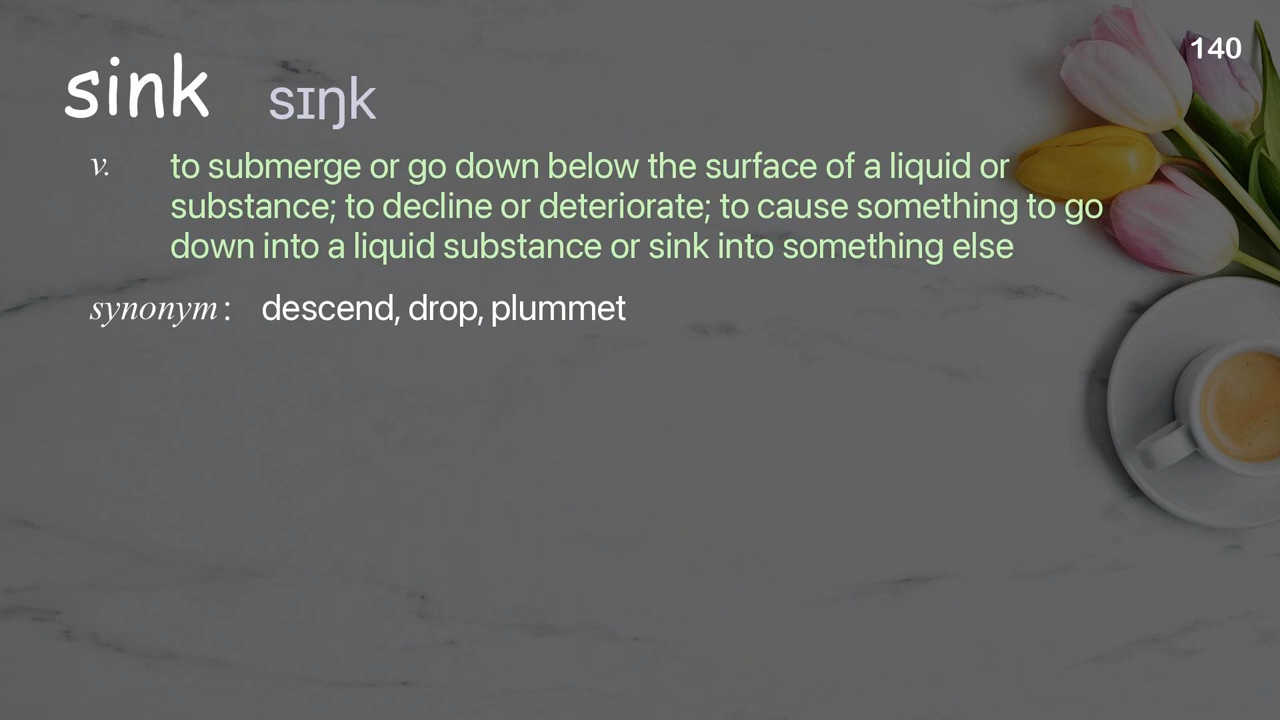 140
sink sɪŋk
v. to submerge or go down below the surface of a liquid or
substance; to decline or deteriorate; to cause something to go
down into a liquid substance or sink into something else
synonym : descend, drop, plummet